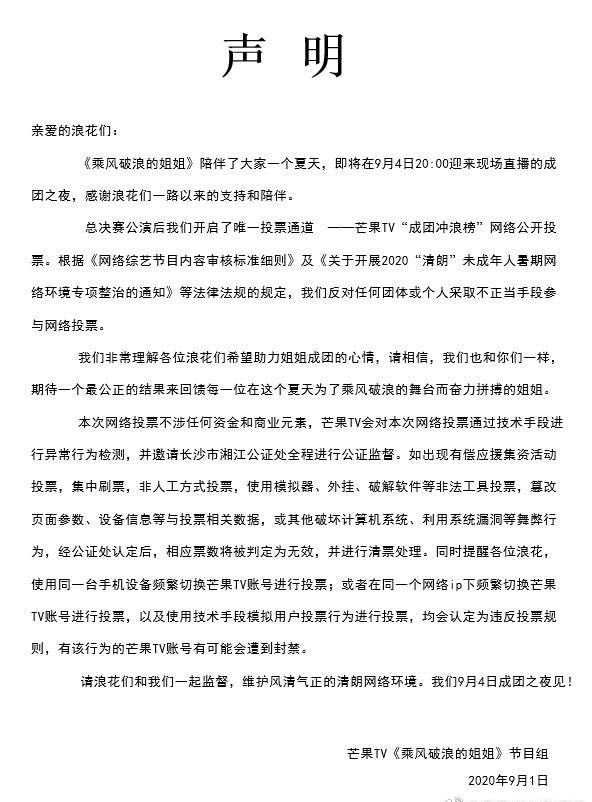 声 明
亲爱的浪花们：
《乘风破浪的姐姐》陪伴了大家一个夏天，即将在9月4日20:00迎来现场直播的成
团之夜，感谢浪花们一路以来的支持和陪伴。
总决赛公演后我们开启了唯一投票通道 ——芒果TV“成团冲浪榜”网络公开投
票。根据《网络综艺节目内容审核标准细则》及《关于开展2020“清朗”未成年人暑期网
络环境专项整治的通知》等法律法规的规定，我们反对任何团体或个人采取不正当手段参
与网络投票。
我们非常理解各位浪花们希望助力姐姐成团的心情，请相信，我们也和你们一样，
期待一个最公正的结果来回馈每一位在这个夏天为了乘风破浪的舞台而奋力拼搏的姐姐。
本次网络投票不涉任何资金和商业元素，芒果TV会对本次网络投票通过技术手段进
行异常行为检测，并邀请长沙市湘江公证处全程进行公证监督。如出现有偿应援集资活动
投票，集中刷票，非人工方式投票，使用模拟器、外挂、破解软件等非法工具投票，篡改
页面参数、设备信息等与投票相关数据，或其他破坏计算机系统、利用系统漏洞等舞弊行
为，经公证处认定后，相应票数将被判定为无效，并进行清票处理。同时提醒各位浪花，
使用同一台手机设备频繁切换芒果TV账号进行投票；或者在同一个网络ip下频繁切换芒果
TV账号进行投票，以及使用技术手段模拟用户投票行为进行投票，均会认定为违反投票规
则，有该行为的芒果TV账号有可能会遭到封禁。
请浪花们和我们一起监督，维护风清气正的清朗网络环境。我们9月4日成团之夜见！
芒果TV《乘风破浪的姐姐》节目组
2020年9月1日